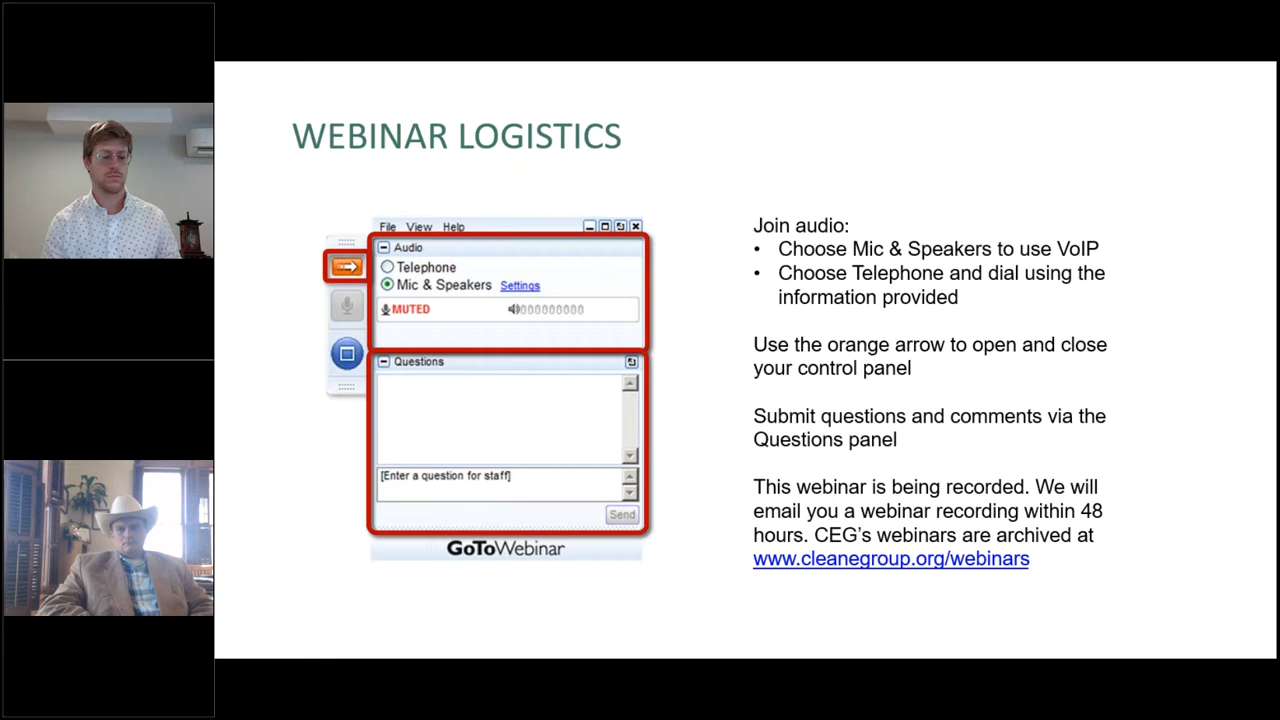 WEBINAR LOGISTICS
File View Help
Audio
Telephone
Mic & Speakers Settings
MUTED
Questions
[Enter a question for staff]
Send
GoToWebinar
Join audio:
• Choose Mic & Speakers to use VoIP
• Choose Telephone and dial using the
information provided
Use the orange arrow to open and close
your control panel
Submit questions and comments via the
Questions panel
This webinar is being recorded. We will
email you a webinar recording within 48
hours. CEG’s webinars are archived at
www.cleanegroup.org/webinars